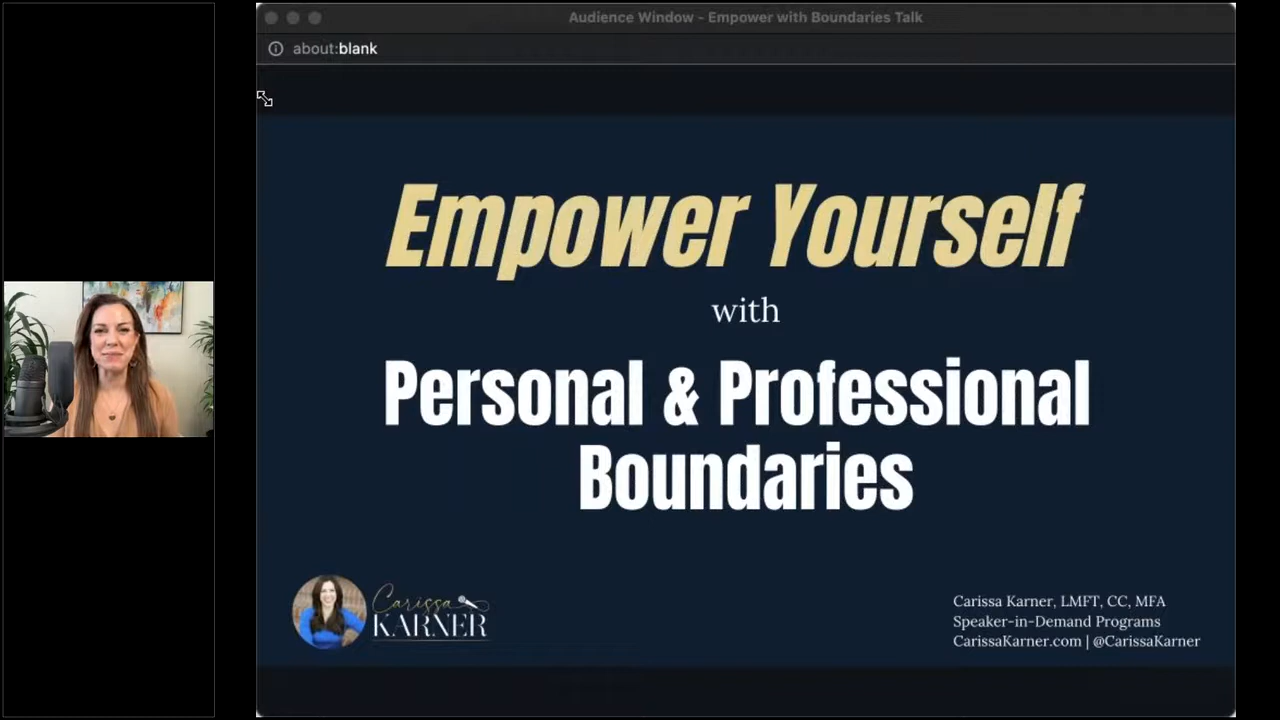 Audience Window - Empower with Boundaries Talk
about:blank
Empower Yourself
with
Personal & Professional
Boundaries
Carissa
KARNER
Carissa Karner, LMFT, CC, MFA
Speaker-in-Demand Programs
CarissaKarner.com | @CarissaKarner